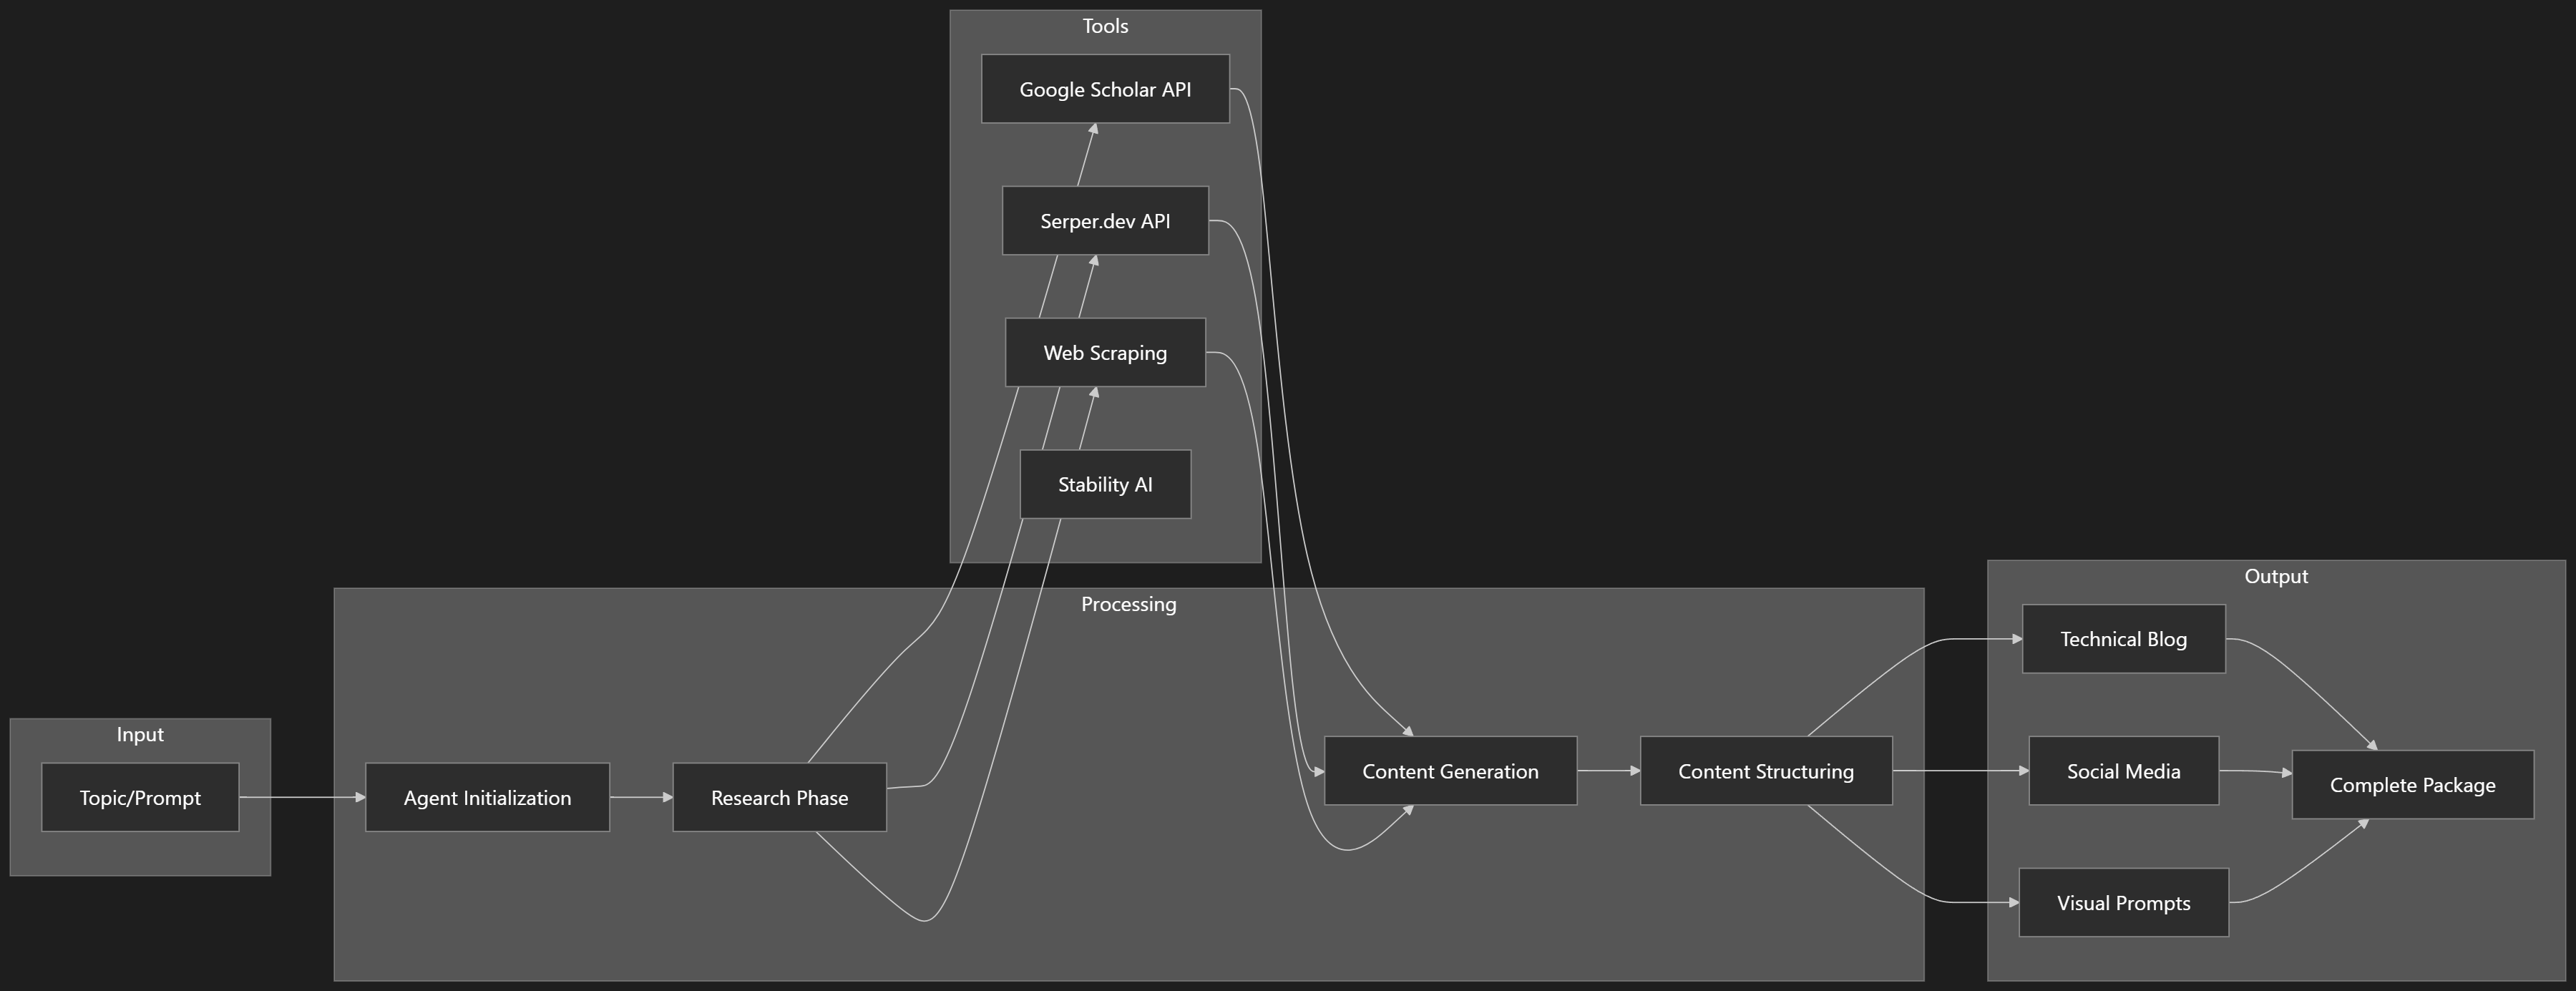 Tools
Google Scholar API
Serper.dev API
Web Scraping
Stability AI
Processing
Output
Technical Blog
Input
Topic/Prompt
Agent Initialization
Research Phase
Content Generation
Content Structuring
Social Media
Complete Package
Visual Prompts